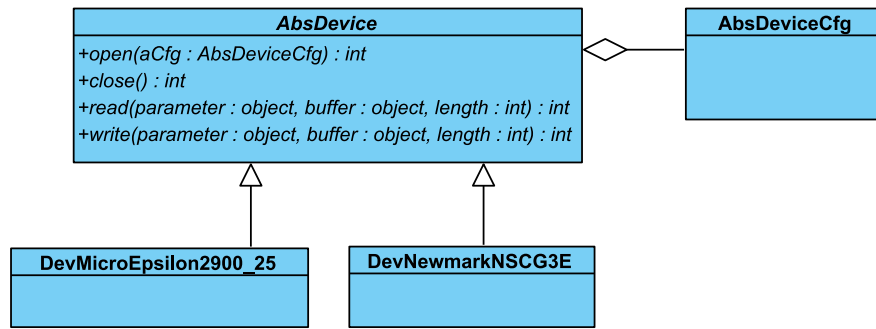 AbsDevice
+open(aCfg : AbsDeviceCfg) : int
+close() : int
+read(parameter : object, buffer : object, length : int) : int
+write(parameter : object, buffer : object, length : int) : int
AbsDeviceCfg
DevMicroEpsilon2900_25
DevNewmarkNSCG3E